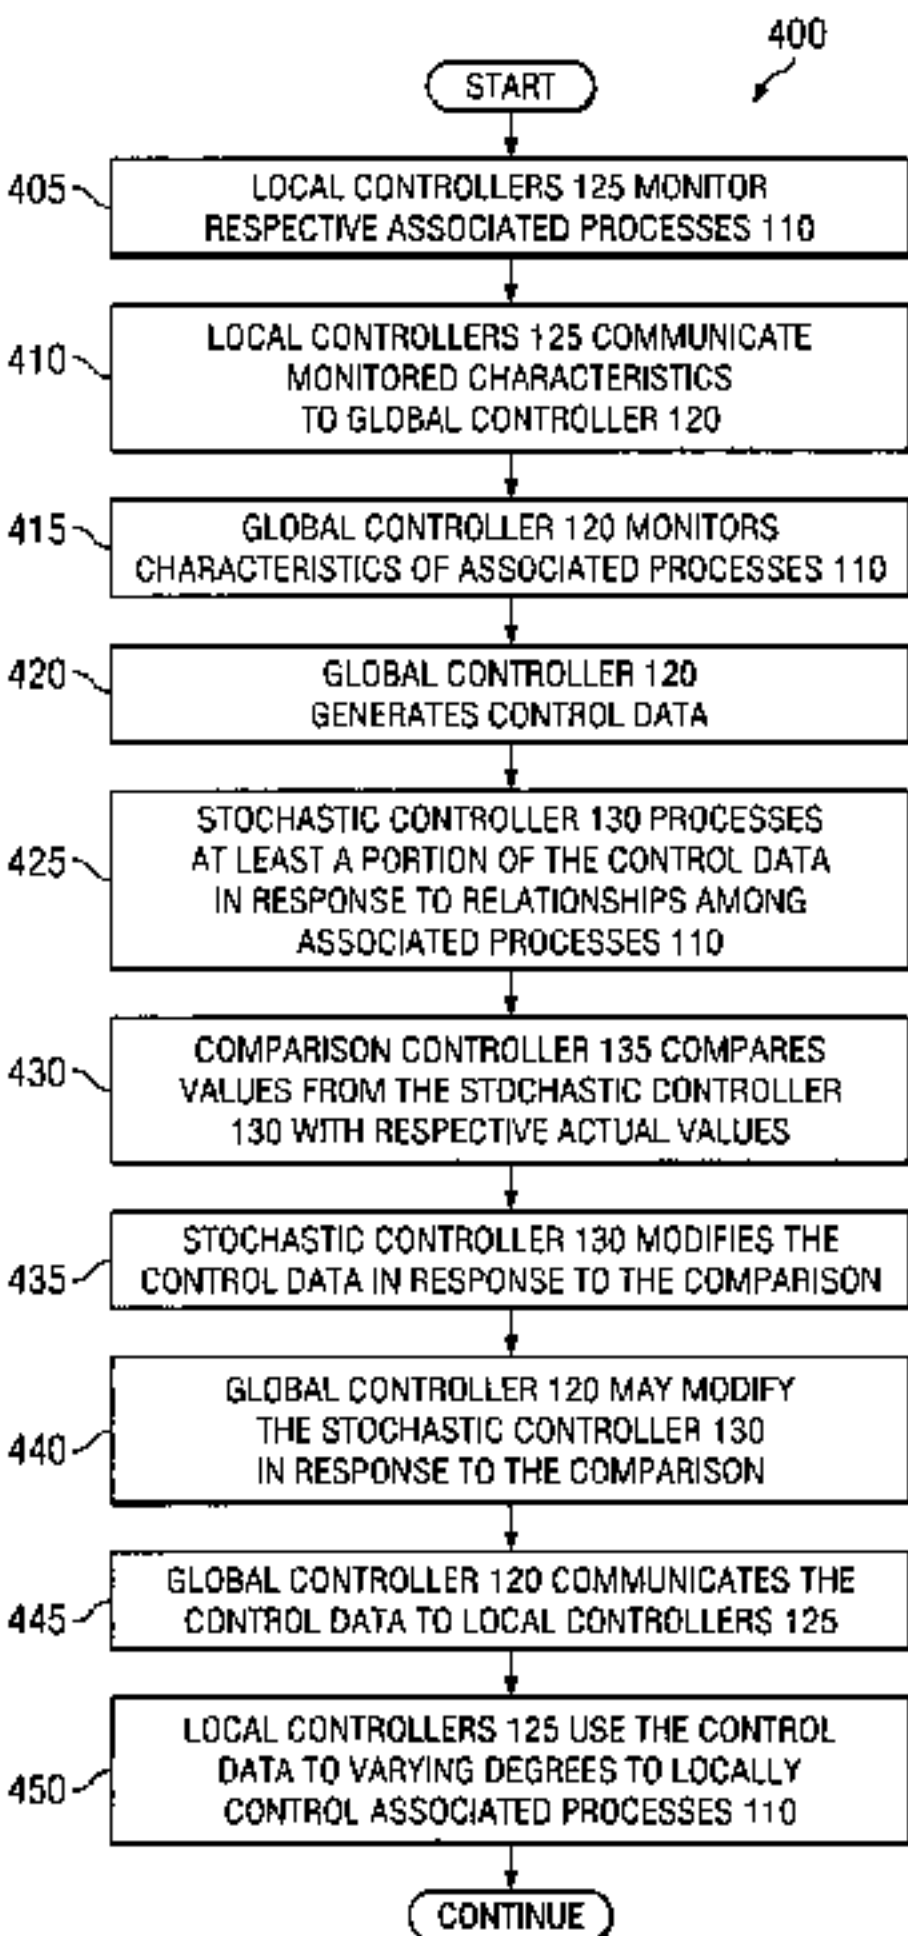 400
START
405
LOCAL CONTROLLERS 125 MONITOR
RESPECTIVE ASSOCIATED PROCESSES 110
410
LOCAL CONTROLLERS 125 COMMUNICATE
MONITORED CHARACTERISTICS
TO GLOBAL CONTROLLER 120
415
GLOBAL CONTROLLER 120 MONITORS
CHARACTERISTICS OF ASSOCIATED PROCESSES 110
420
GLOBAL CONTROLLER 120
GENERATES CONTROL DATA
425
STOCHASTIC CONTROLLER 130 PROCESSES
AT LEAST A PORTION OF THE CONTROL DATA
IN RESPONSE TO RELATIONSHIPS AMONG
ASSOCIATED PROCESSES 110
430
COMPARISON CONTROLLER 135 COMPARES
VALUES FROM THE STOCHASTIC CONTROLLER
130 WITH RESPECTIVE ACTUAL VALUES
435
STOCHASTIC CONTROLLER 130 MODIFIES THE
CONTROL DATA IN RESPONSE TO THE COMPARISON
440
GLOBAL CONTROLLER 120 MAY MODIFY
THE STOCHASTIC CONTROLLER 130
IN RESPONSE TO THE COMPARISON
445
GLOBAL CONTROLLER 120 COMMUNICATES THE
CONTROL DATA TO LOCAL CONTROLLERS 125
450
LOCAL CONTROLLERS 125 USE THE CONTROL
DATA TO VARYING DEGREES TO LOCALLY
CONTROL ASSOCIATED PROCESSES 110
CONTINUE